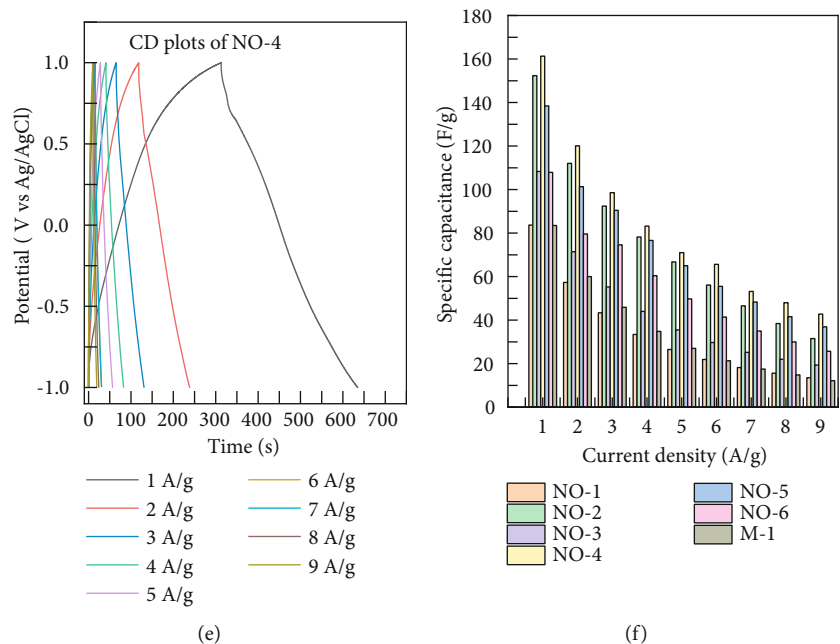 CD plots of NO-4
1.0
0.5
0.0
-0.5
-1.0
Potential ( V vs Ag/AgCl)
0 100 200 300 400 500 600 700
Time (s)
1 A/g
2 A/g
3 A/g
4 A/g
5 A/g
6 A/g
7 A/g
8 A/g
9 A/g
(e)
180
160
140
120
100
80
60
40
20
0
Specific capacitance (F/g)
1 2 3 4 5 6 7 8 9
Current density (A/g)
NO-1
NO-2
NO-3
NO-4
NO-5
NO-6
M-1
(f)